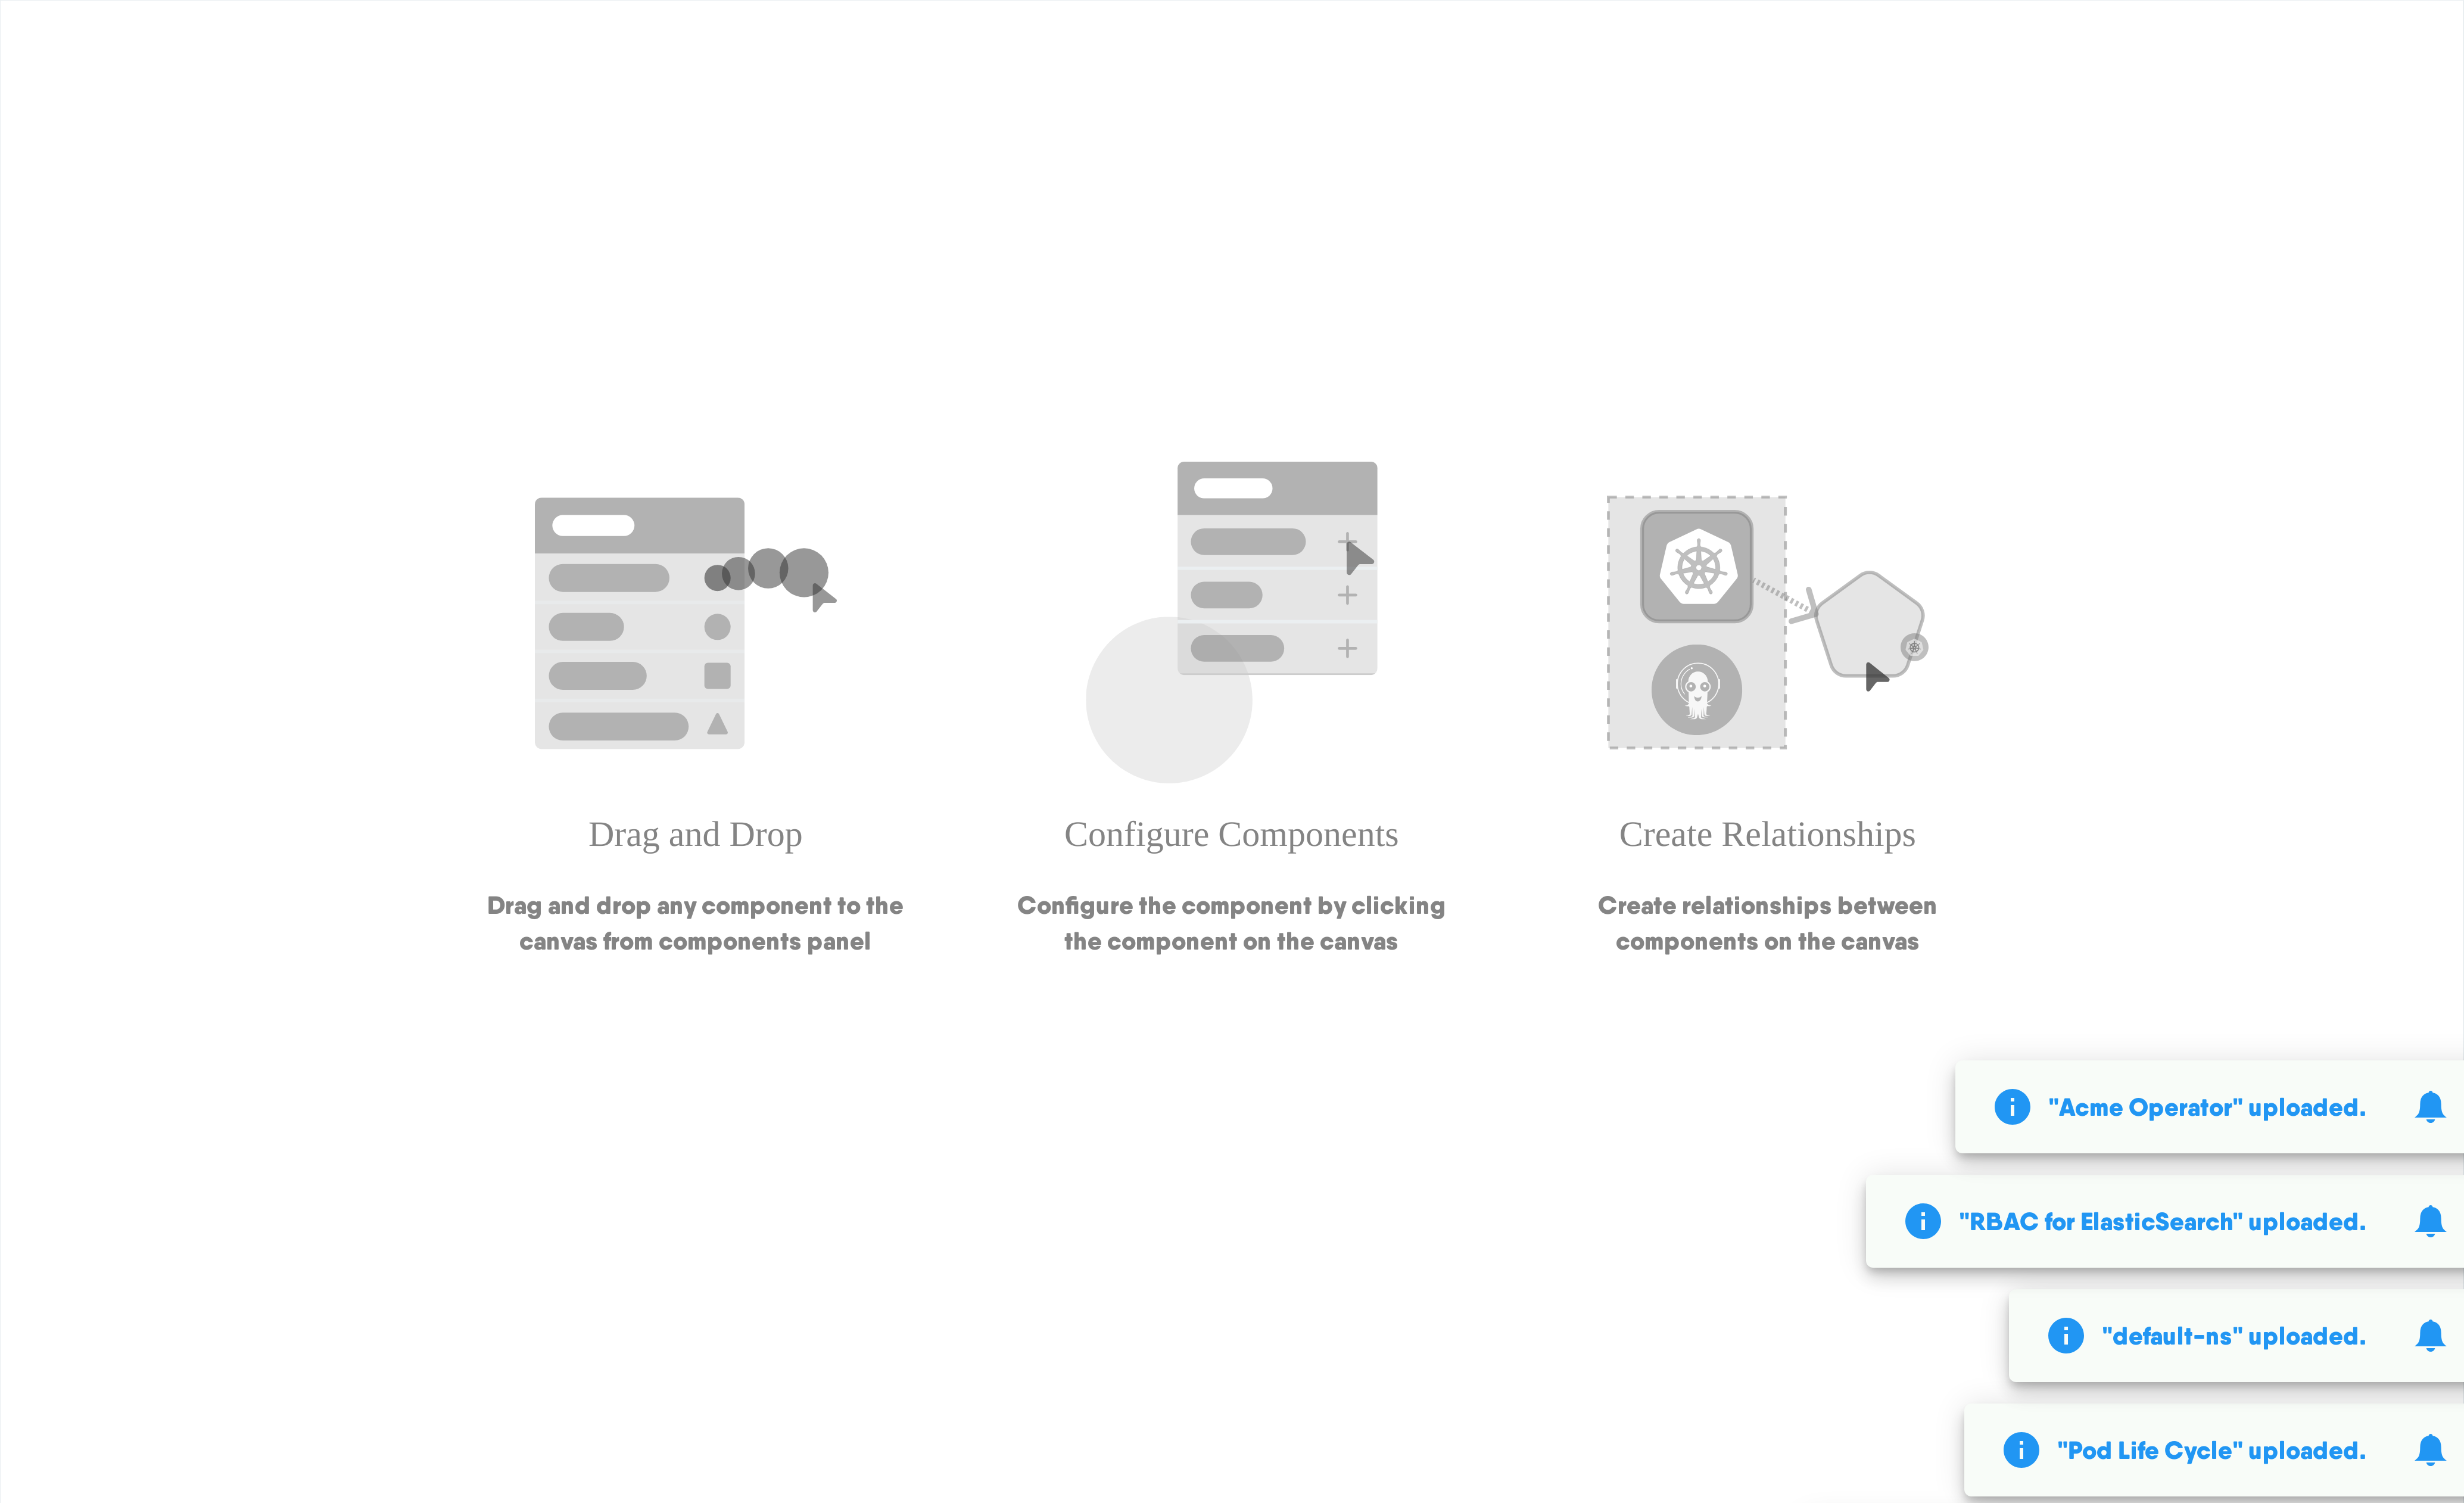 Drag and Drop
Drag and drop any component to the
canvas from components panel
Configure Components
Configure the component by clicking
the component on the canvas
Create Relationships
Create relationships between
components on the canvas
"Acme Operator" uploaded.
"RBAC for ElasticSearch" uploaded.
"default-ns" uploaded.
"Pod Life Cycle" uploaded.